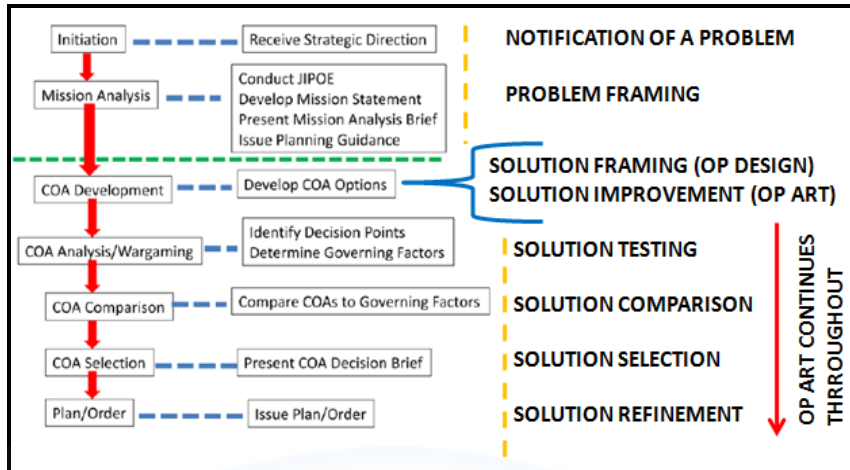 Initiation
Receive Strategic Direction
NOTIFICATION OF A PROBLEM
Mission Analysis
Conduct JIPOE
Develop Mission Statement
Present Mission Analysis Brief
Issue Planning Guidance
PROBLEM FRAMING
COA Development
Develop COA Options
SOLUTION FRAMING (OP DESIGN)
SOLUTION IMPROVEMENT (OP ART)
COA Analysis/Wargaming
Identify Decision Points
Determine Governing Factors
SOLUTION TESTING
COA Comparison
Compare COAs to Governing Factors
SOLUTION COMPARISON
COA Selection
Present COA Decision Brief
SOLUTION SELECTION
Plan/Order
Issue Plan/Order
SOLUTION REFINEMENT
OP ART CONTINUES
THRROUGHOUT